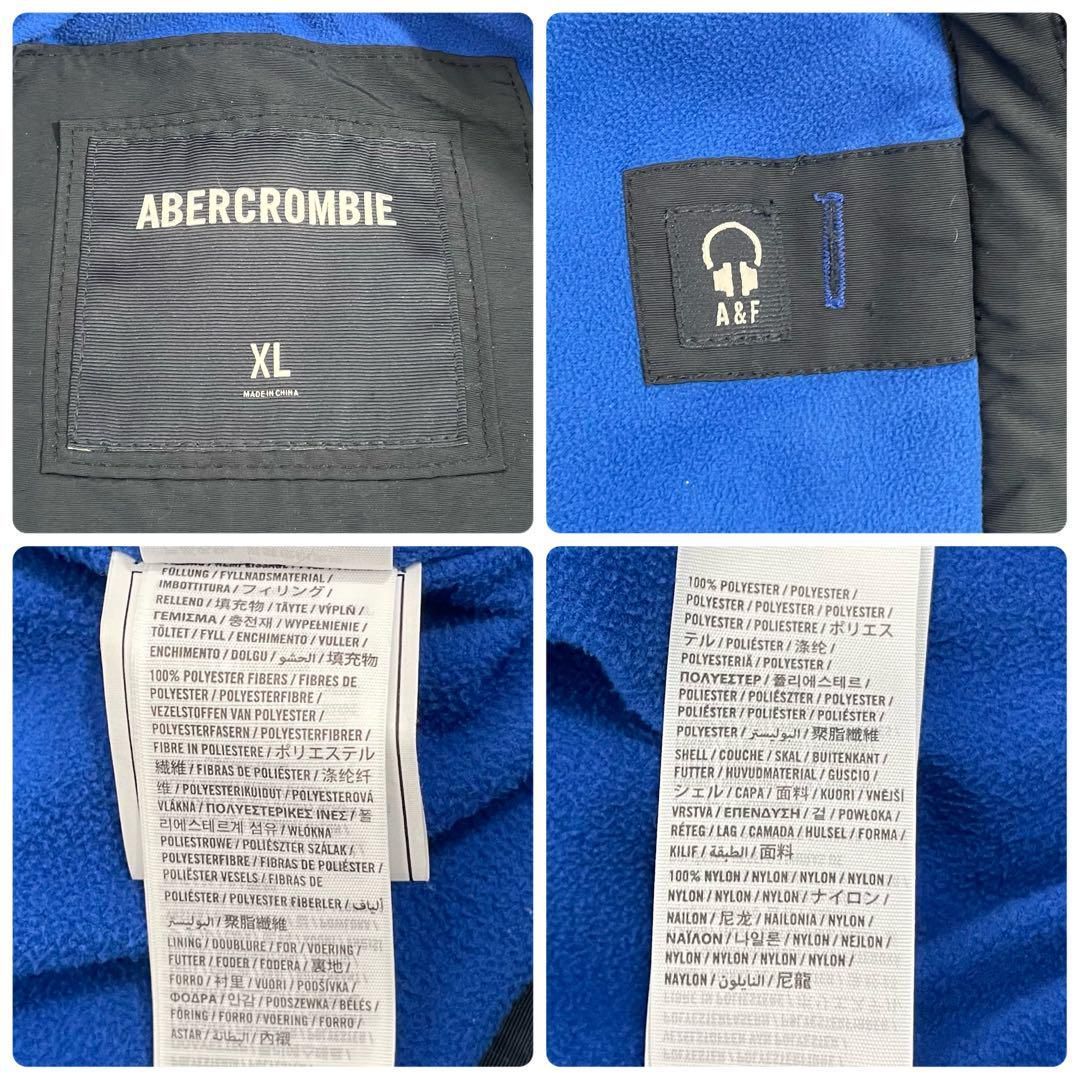 ABERCROMBIE
XL
MADE IN CHINA
A & F
FÜLLUNG / FYLLNADSMATERIAL /
IMBOTTITURA / フィリング /
RELLENO / 填充物 / TÄYTE / VÝPLŇ /
ΓΕΜΙΣΜΑ / 충전재 / WYPEŁNIENIE /
TÖLTET / FYLL / ENCHIMENTO / VULLER /
ENCHIMENTO / DOLGU / الحشو / 填充物
100% POLYESTER FIBERS / FIBRES DE
POLYESTER / POLYESTERFIBRE /
VEZELSTOFFEN VAN POLYESTER /
POLYESTERFASERN / POLYESTERFIBRER /
FIBRE IN POLIESTERE / ポリエステル
繊維 / FIBRAS DE POLIÉSTER / 涤纶纤
维 / POLYESTERIKUIDUT / POLYESTEROVÁ
VLÁKNA / ΠΟΛΥΕΣΤΕΡΙΚΕΣ ΙΝΕΣ / 폴
리에스테르계 섬유 / WŁÓKNA
POLIESTROWE / POLIÉSZTER SZÁLAK /
POLYESTERFIBRE / FIBRAS DE POLIÉSTER /
POLIÉSTER VESELS / FIBRAS DE
POLIÉSTER / POLYESTER FIBERLER / ألياف
البوليستر / 聚脂纖維
LINING / DOUBLURE / FOR / VOERING /
FUTTER / FODER / FODERA / 裏地 /
FORRO / 衬里 / VUORI / PODŠÍVKA /
ΦΟΔΡΑ / 안감 / PODSZEWKA / BÉLÉS /
FÔRING / FORRO / VOERING / FORRO /
ASTAR / البطانة / 內襯
100% POLYESTER / POLYESTER /
POLYESTER / POLYESTER / POLYESTER /
POLYESTER / POLIESTERE / ポリエス
テル / POLIÉSTER / 涤纶 /
POLYESTERIÄ / POLYESTER /
ΠΟΛΥΕΣΤΕΡ / 폴리에스테르 /
POLIESTER / POLIÉSZTER / POLYESTER /
POLIÉSTER / POLIÉSTER / POLIÉSTER /
POLYESTER / البوليستر / 聚脂纖維
SHELL / COUCHE / SKAL / BUITENKANT /
FUTTER / HUVUDMATERIAL / GUSCIO /
シェル / CAPA / 面料 / KUORI / VNĚJŠÍ
VRSTVA / ΕΠΕΝΔΥΣΗ / 겉 / POWŁOKA /
RÉTEG / LAG / CAMADA / HULSEL / FORMA /
KILIF / الطبقة / 面料
100% NYLON / NYLON / NYLON / NYLON /
NYLON / NYLON / NYLON / ナイロン /
NAILON / 尼龙 / NAILONIA / NYLON /
ΝΑΪΛΟΝ / 나일론 / NYLON / NEJLON /
NYLON / NYLON / NYLON / NYLON /
NAYLON / النايلون / 尼龍